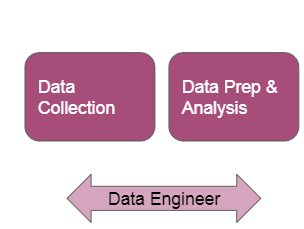 Data
Collection
Data Prep &
Analysis
Data Engineer